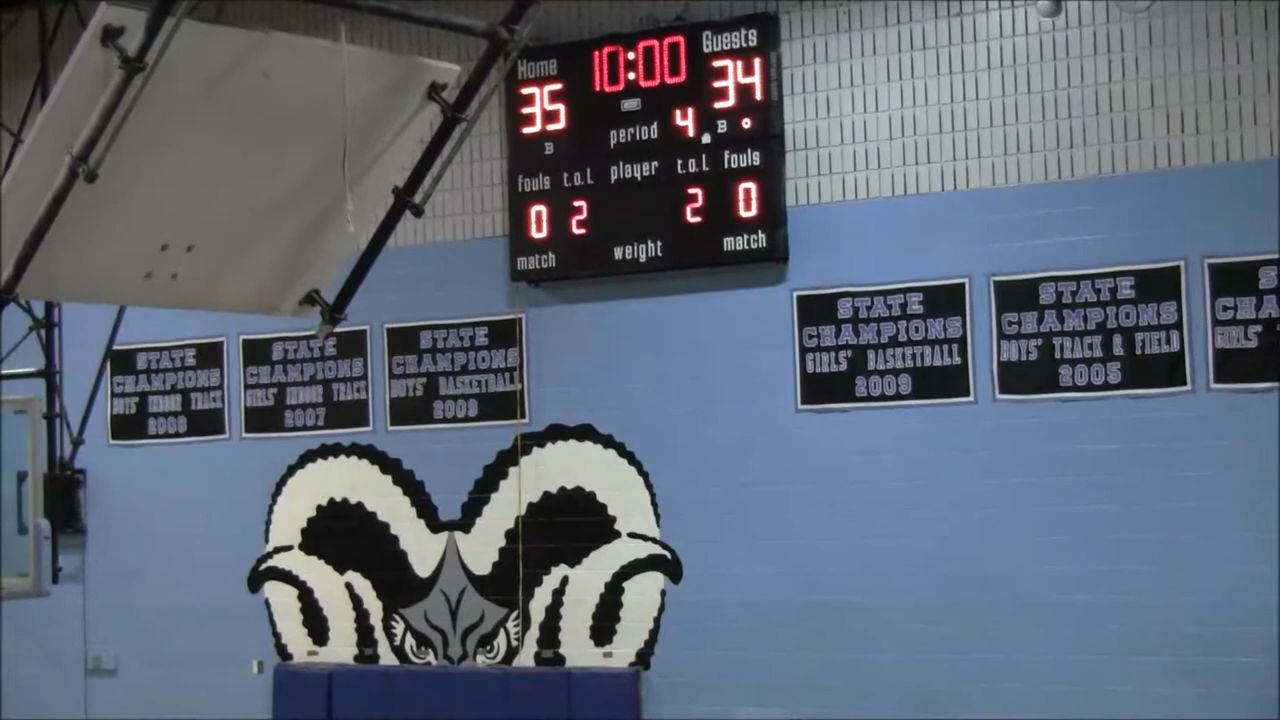 Home 10:00 Guests
35 34
period 4 B
B
fouls t.o.l. player t.o.l. fouls
0 2 2 0
match weight match
STATE
CHAMPIONS
BOYS' INDOOR TRACK
STATE
CHAMPIONS
GIRLS' INDOOR TRACK
2007
STATE
CHAMPIONS
BOYS' BASKETBALL
2009
STATE
CHAMPIONS
GIRLS' BASKETBALL
2009
STATE
CHAMPIONS
BOYS' TRACK & FIELD
2005
S
CHA
GIRLS'